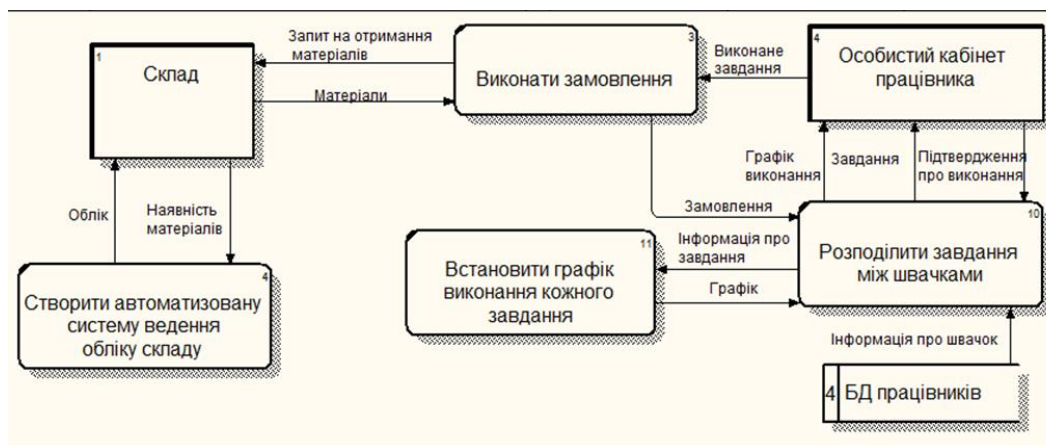 1
Склад
Запит на отримання
матеріалів
Матеріали
3
Виконати замовлення
Виконане
завдання
4
Особистий кабінет
працівника
Облік
Наявність
матеріалів
Графік
виконання
Завдання
Підтвердження
про виконання
Замовлення
4
Створити автоматизовану
систему ведення
обліку складу
11
Встановити графік
виконання кожного
завдання
Інформація про
завдання
Графік
10
Розподілити завдання
між швачками
Інформація про швачок
4
БД працівників